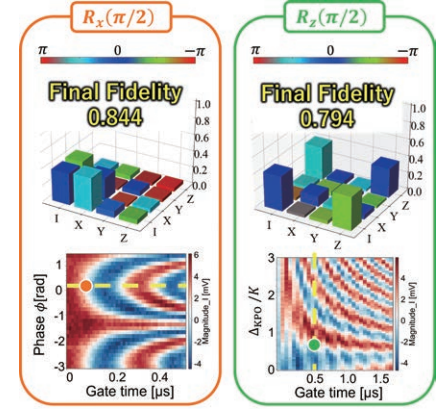 Rₓ(π/2)
π 0 −π
Final Fidelity
0.844
1.0
0.8
0.6
0.4
0.2
0.0
I X Y Z
I X Y Z
Phase ϕ[rad]
1
0
-1
-2
-3
0 0.2 0.4
Gate time [μs]
6
4
2
0
-2
-4
Magnitude_I [mV]
R_z(π/2)
π 0 −π
Final Fidelity
0.794
1.0
0.8
0.6
0.4
0.2
0.0
I X Y Z
I X Y Z
Δ_KPO /K
3
2
1
0
0.5 1.0 1.5
Gate time [μs]
4
2
0
-2
-4
Magnitude_I [mV]